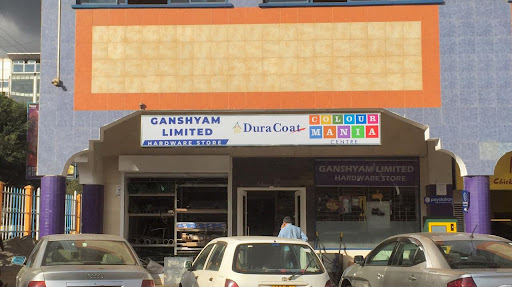 GANSHYAM
LIMITED
HARDWARE STORE
DuraCoat
COLOUR
MANIA
CENTRE
GANSHYAM LIMITED
HARDWARE STORE